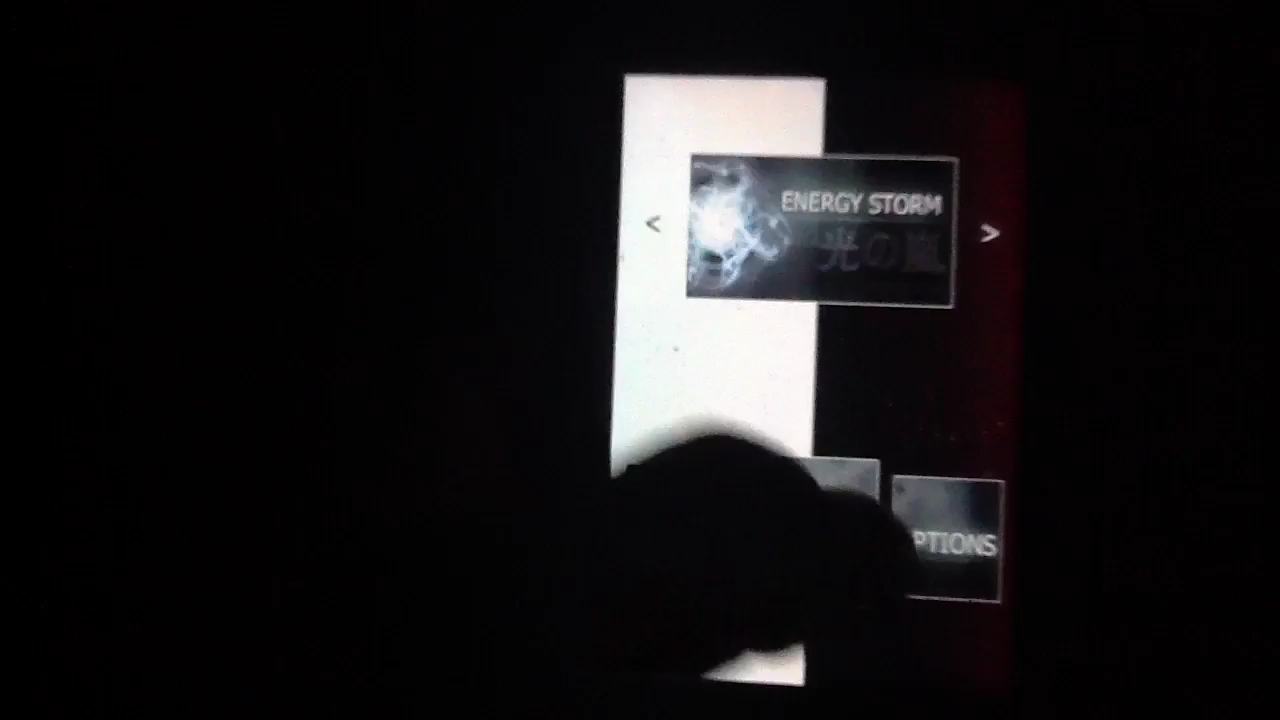 ENERGY STORM
<
光の嵐
>
PTIONS